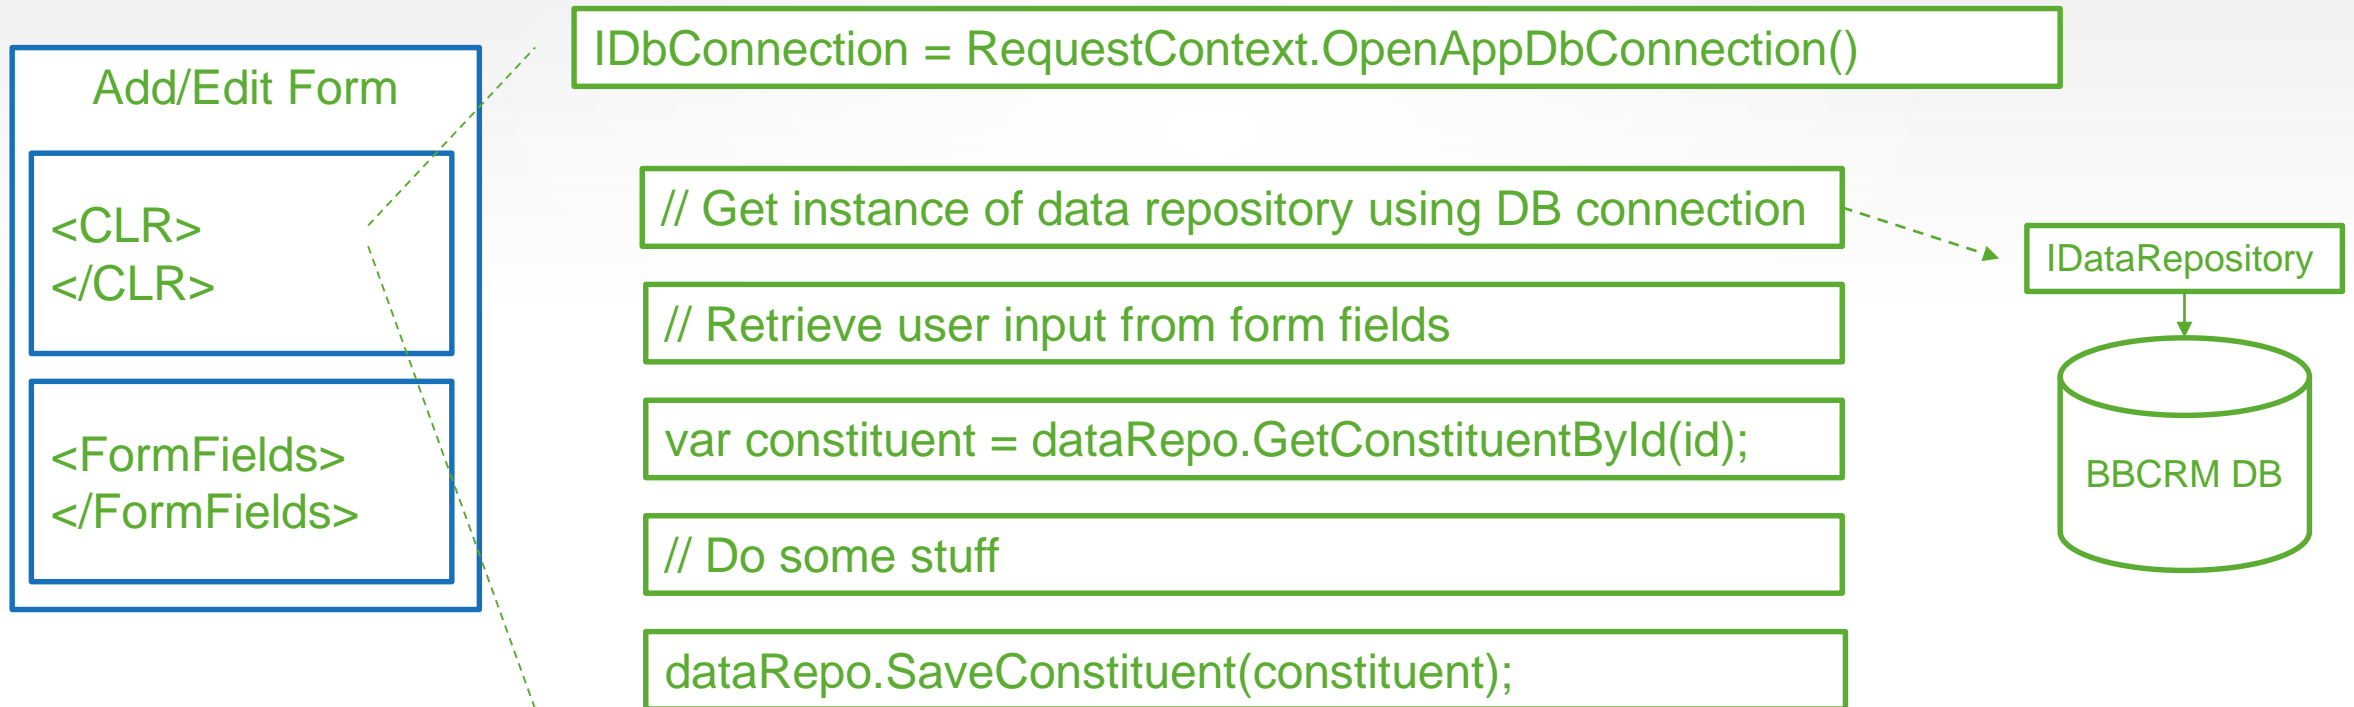 Add/Edit Form
<CLR>
</CLR>
<FormFields>
</FormFields>
IDbConnection = RequestContext.OpenAppDbConnection()
// Get instance of data repository using DB connection
// Retrieve user input from form fields
var constituent = dataRepo.GetConstituentById(id);
// Do some stuff
dataRepo.SaveConstituent(constituent);
IDataRepository
BBCRM DB